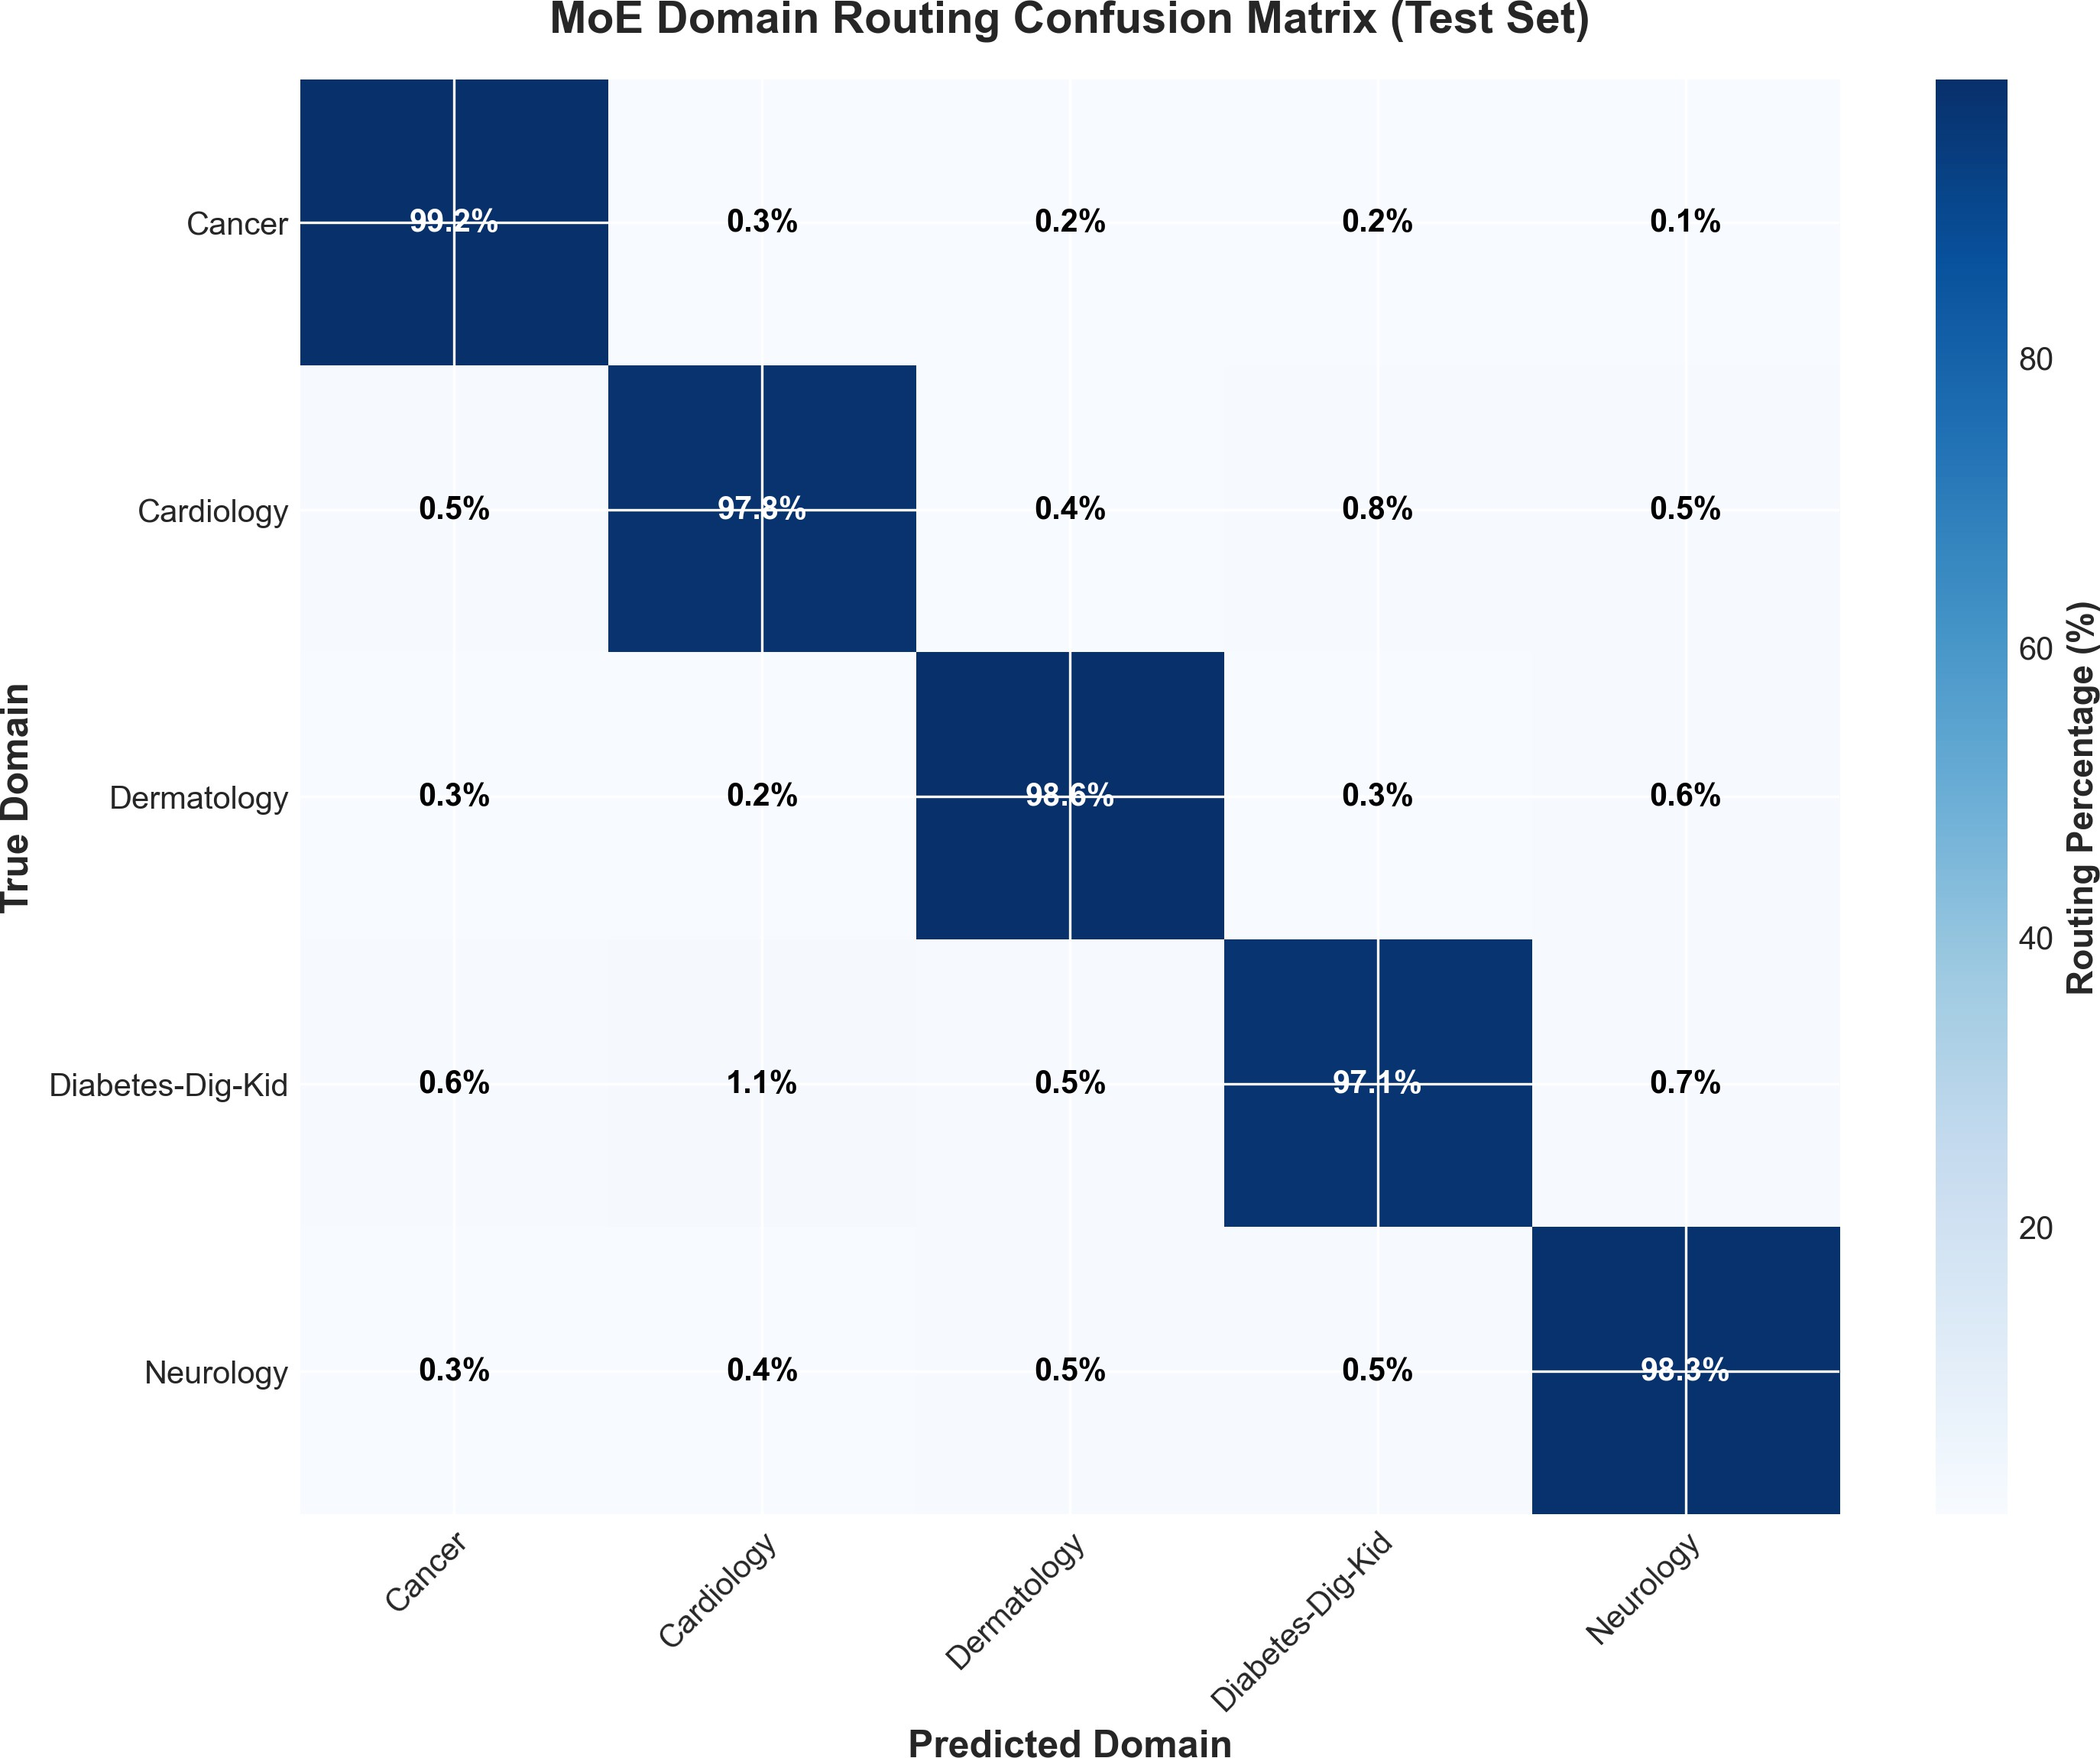 MoE Domain Routing Confusion Matrix (Test Set)
Cancer 99.2% 0.3% 0.2% 0.2% 0.1%
Cardiology 0.5% 97.8% 0.4% 0.8% 0.5%
Dermatology 0.3% 0.2% 98.6% 0.3% 0.6%
Diabetes-Dig-Kid 0.6% 1.1% 0.5% 97.1% 0.7%
Neurology 0.3% 0.4% 0.5% 0.5% 98.3%
True Domain
Cancer Cardiology Dermatology Diabetes-Dig-Kid Neurology
Predicted Domain
80
60
40
20
Routing Percentage (%)